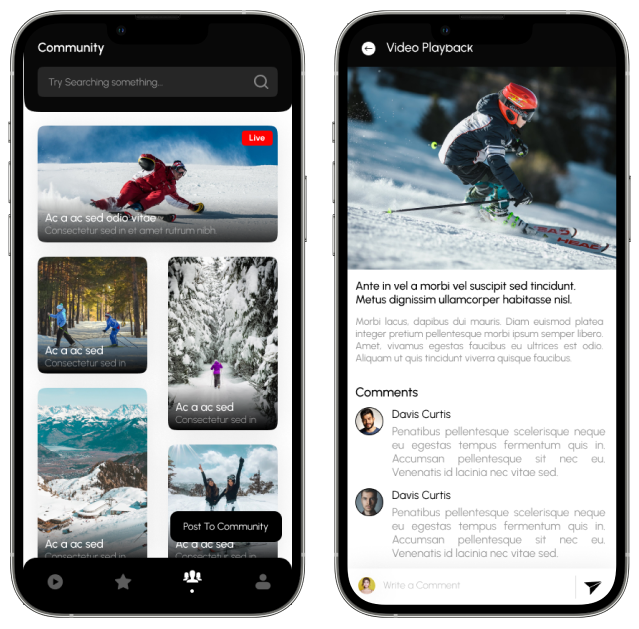 Community
Try Searching something...
Live
Ac a ac sed odio vitae
Consectetur sed in et amet rutrum nibh.
Ac a ac sed
Consectetur sed in
Ac a ac sed
Consectetur sed in
Ac a ac sed
Consectetur sed in
Post To Community
Ac a ac sed
Consectetur sed in
Video Playback
HEAD
Ante in vel a morbi vel suscipit sed tincidunt.
Metus dignissim ullamcorper habitasse nisl.
Morbi lacus, dapibus dui mauris. Diam euismod platea
integer pretium pellentesque morbi ipsum semper libero.
Amet, vivamus egestas faucibus eu ultrices est odio.
Aliquam ut quis tincidunt viverra quisque faucibus.
Comments
Davis Curtis
Penatibus pellentesque scelerisque neque
eu egestas tempus fermentum quis in.
Accumsan pellentesque sit nec eu.
Venenatis id lacinia nec vitae sed.
Davis Curtis
Penatibus pellentesque scelerisque neque
eu egestas tempus fermentum quis in.
Accumsan pellentesque sit nec eu.
Venenatis id lacinia nec vitae sed.
Write a Comment